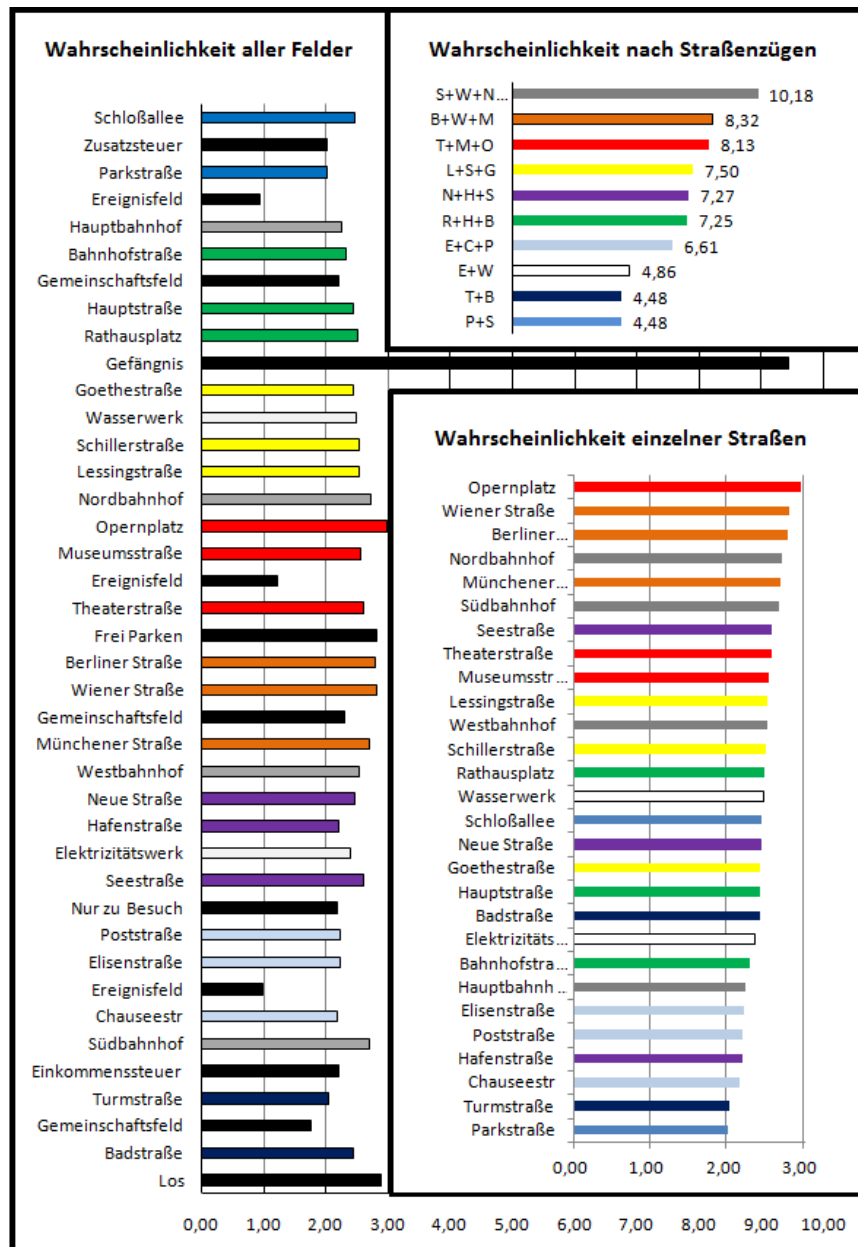 Wahrscheinlichkeit aller Felder
Schloßallee
Zusatzsteuer
Parkstraße
Ereignisfeld
Hauptbahnhof
Bahnhofstraße
Gemeinschaftsfeld
Hauptstraße
Rathausplatz
Gefängnis
Goethestraße
Wasserwerk
Schillerstraße
Lessingstraße
Nordbahnhof
Opernplatz
Museumsstraße
Ereignisfeld
Theaterstraße
Frei Parken
Berliner Straße
Wiener Straße
Gemeinschaftsfeld
Münchener Straße
Westbahnhof
Neue Straße
Hafenstraße
Elektrizitätswerk
Seestraße
Nur zu Besuch
Poststraße
Elisenstraße
Ereignisfeld
Chauseestr
Südbahnhof
Einkommenssteuer
Turmstraße
Gemeinschaftsfeld
Badstraße
Los
0,00 1,00 2,00 3,00 4,00 5,00 6,00 7,00 8,00 9,00 10,00
Wahrscheinlichkeit nach Straßenzügen
S+W+N... 10,18
B+W+M 8,32
T+M+O 8,13
L+S+G 7,50
N+H+S 7,27
R+H+B 7,25
E+C+P 6,61
E+W 4,86
T+B 4,48
P+S 4,48
Wahrscheinlichkeit einzelner Straßen
Opernplatz
Wiener Straße
Berliner...
Nordbahnhof
Münchener...
Südbahnhof
Seestraße
Theaterstraße
Museumsstr...
Lessingstraße
Westbahnhof
Schillerstraße
Rathausplatz
Wasserwerk
Schloßallee
Neue Straße
Goethestraße
Hauptstraße
Badstraße
Elektrizitäts...
Bahnhofstra...
Hauptbahnh...
Elisenstraße
Poststraße
Hafenstraße
Chauseestr
Turmstraße
Parkstraße
0,00 1,00 2,00 3,00